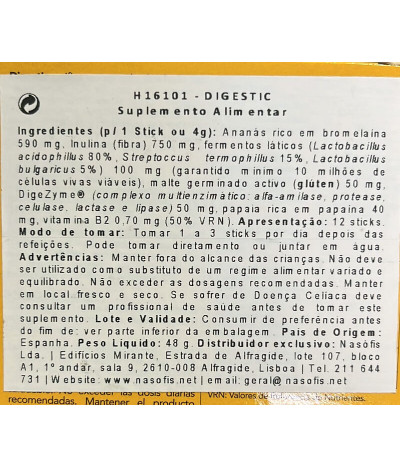 H16101 - DIGESTIC
Suplemento Alimentar
Ingredientes (p/ 1 Stick ou 4g): Ananás rico em bromelaína
590 mg, Inulina (fibra) 750 mg, fermentos láticos (Lactobacillus
acidophillus 80%, Streptoccus termophillus 15%, Lactobacillus
bulgaricus 5%) 100 mg (garantido minimo 10 milhões de
células vivas viáveis), malte germinado activo (glúten) 50 mg,
DigeZyme® (complexo multienzimatico: alfa-amilase, protease,
celulase, lactase e lipase) 50 mg, papaia rica em papaína 40
mg, vitamina B2 0,70 mg (50% VRN). Apresentação: 12 sticks.
Modo de tomar: Tomar 1 a 3 sticks por dia depois das
refeições. Pode tomar diretamente ou juntar em água.
Advertências: Manter fora do alcance das crianças. Não deve
ser utilizado como substituto de um regime alimentar variado e
equilibrado. Não exceder as dosagens recomendadas. Manter
em local fresco e seco. Se sofrer de Doença Celíaca deve
consultar um profissional de saúde antes de tomar este
suplemento. Lote e Validade: Consumir de preferência antes
do fim de: ver parte inferior da embalagem. País de Origem:
Espanha. Peso Líquido: 48 g. Distribuidor exclusivo: Nasófis
Lda. | Edifícios Mirante, Estrada de Alfragide, lote 107, bloco
A1, 1º andar, sala 9, 2610-008 Alfragide, Lisboa | Tel. 211 644
731 | Website: www.nasofis.net | email: geral@nasofis.net
recomendadas. Mantener el producto